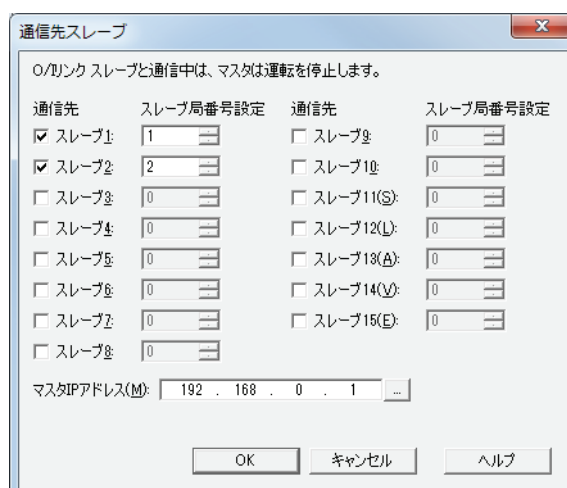 通信先スレーブ
O/Iリンク スレーブと通信中は、マスタは運転を停止します。
通信先 スレーブ局番号設定 通信先 スレーブ局番号設定
スレーブ1: 1 スレーブ9: 0
スレーブ2: 2 スレーブ10: 0
スレーブ3: 0 スレーブ11(S): 0
スレーブ4: 0 スレーブ12(L): 0
スレーブ5: 0 スレーブ13(A): 0
スレーブ6: 0 スレーブ14(V): 0
スレーブ7: 0 スレーブ15(E): 0
スレーブ8: 0
マスタIPアドレス(M): 192 . 168 . 0 . 1 ...
OK キャンセル ヘルプ